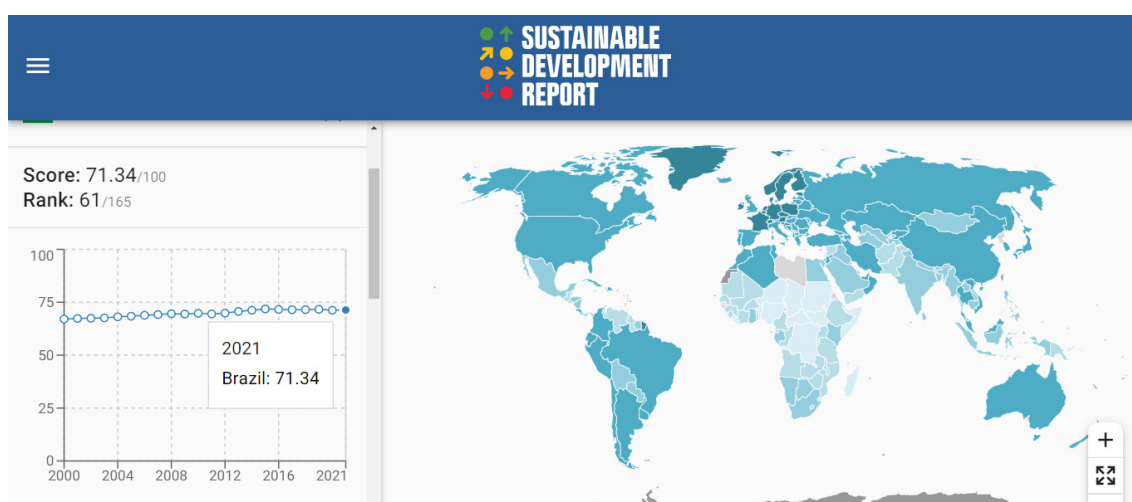 SUSTAINABLE
DEVELOPMENT
REPORT
Score: 71.34/100
Rank: 61/165
100
75
50
25
0
2021
Brazil: 71.34
2000 2004 2008 2012 2016 2021